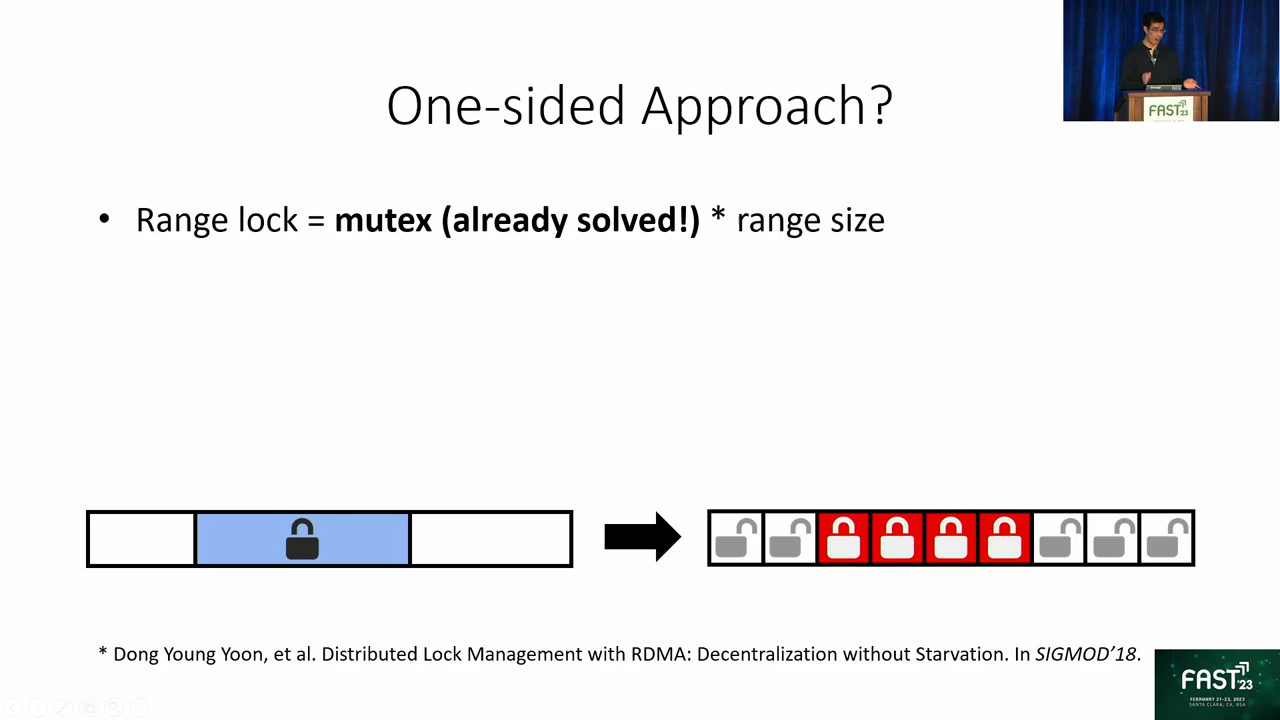 FAST'23
One-sided Approach?
• Range lock = mutex (already solved!) * range size
* Dong Young Yoon, et al. Distributed Lock Management with RDMA: Decentralization without Starvation. In SIGMOD'18.
FAST'23
FEBRUARY 21–23, 2023
SANTA CLARA, CA, USA